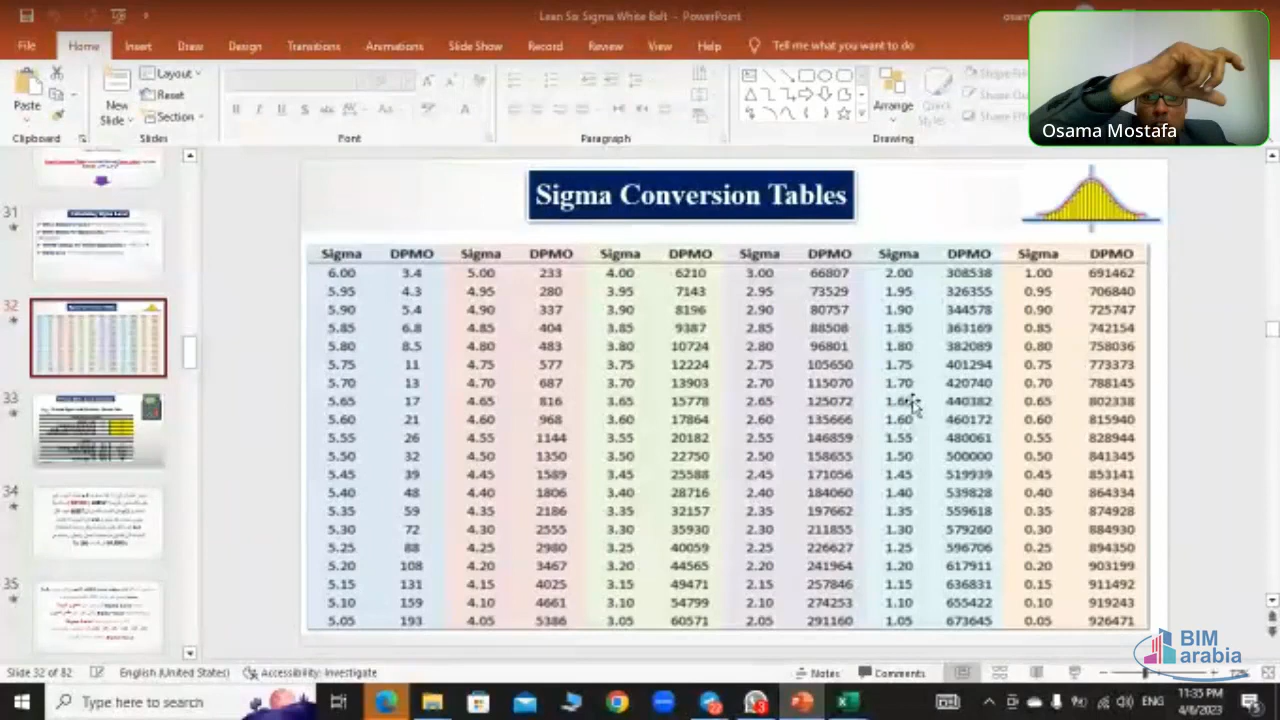 Lean Six Sigma White Belt - PowerPoint
File Home Insert Draw Design Transitions Animations Slide Show Record Review View Help Tell me what you want to do
Paste
New
Slide
Layout
Reset
Section
Arrange
Quick
Styles
Clipboard Slides Font Paragraph Drawing
Osama Mostafa
31
32
33
34
35
Sigma Conversion Tables
Sigma DPMO Sigma DPMO Sigma DPMO Sigma DPMO Sigma DPMO Sigma DPMO
6.00 3.4 5.00 233 4.00 6210 3.00 66807 2.00 308538 1.00 691462
5.95 4.3 4.95 280 3.95 7143 2.95 73529 1.95 326355 0.95 706840
5.90 5.4 4.90 337 3.90 8196 2.90 80757 1.90 344578 0.90 725747
5.85 6.8 4.85 404 3.85 9387 2.85 88508 1.85 363169 0.85 742154
5.80 8.5 4.80 483 3.80 10724 2.80 96801 1.80 382089 0.80 758036
5.75 11 4.75 577 3.75 12224 2.75 105650 1.75 401294 0.75 773373
5.70 13 4.70 687 3.70 13903 2.70 115070 1.70 420740 0.70 788145
5.65 17 4.65 816 3.65 15778 2.65 125072 440382 0.65 802338
5.60 21 4.60 968 3.60 17864 2.60 135666 1.60 460172 0.60 815940
5.55 26 4.55 1144 3.55 20182 2.55 146859 1.55 480061 0.55 828944
5.50 32 4.50 1350 3.50 22750 2.50 158655 1.50 500000 0.50 841345
5.45 39 4.45 1589 3.45 25588 2.45 171056 1.45 519939 0.45 853141
5.40 48 4.40 1806 3.40 28716 2.40 184060 1.40 539828 0.40 864334
5.35 59 4.35 2186 3.35 32157 2.35 197662 1.35 559618 0.35 874928
5.30 72 4.30 2555 3.30 35930 2.30 211855 1.30 579260 0.30 884930
5.25 88 4.25 2980 3.25 40059 2.25 226627 1.25 596706 0.25 894350
5.20 108 4.20 3467 3.20 44565 2.20 241964 1.20 617911 0.20 903199
5.15 131 4.15 4025 3.15 49471 2.15 257846 1.15 636831 0.15 911492
5.10 159 4.10 4661 3.10 54799 2.10 274253 1.10 655422 0.10 919243
5.05 193 4.05 5386 3.05 60571 2.05 291160 1.05 673645 0.05 926471
BIM
arabia
Slide 32 of 82 English (United States) Accessibility: Investigate Notes Comments
Type here to search
ENG
11:35 PM
4/6/2023